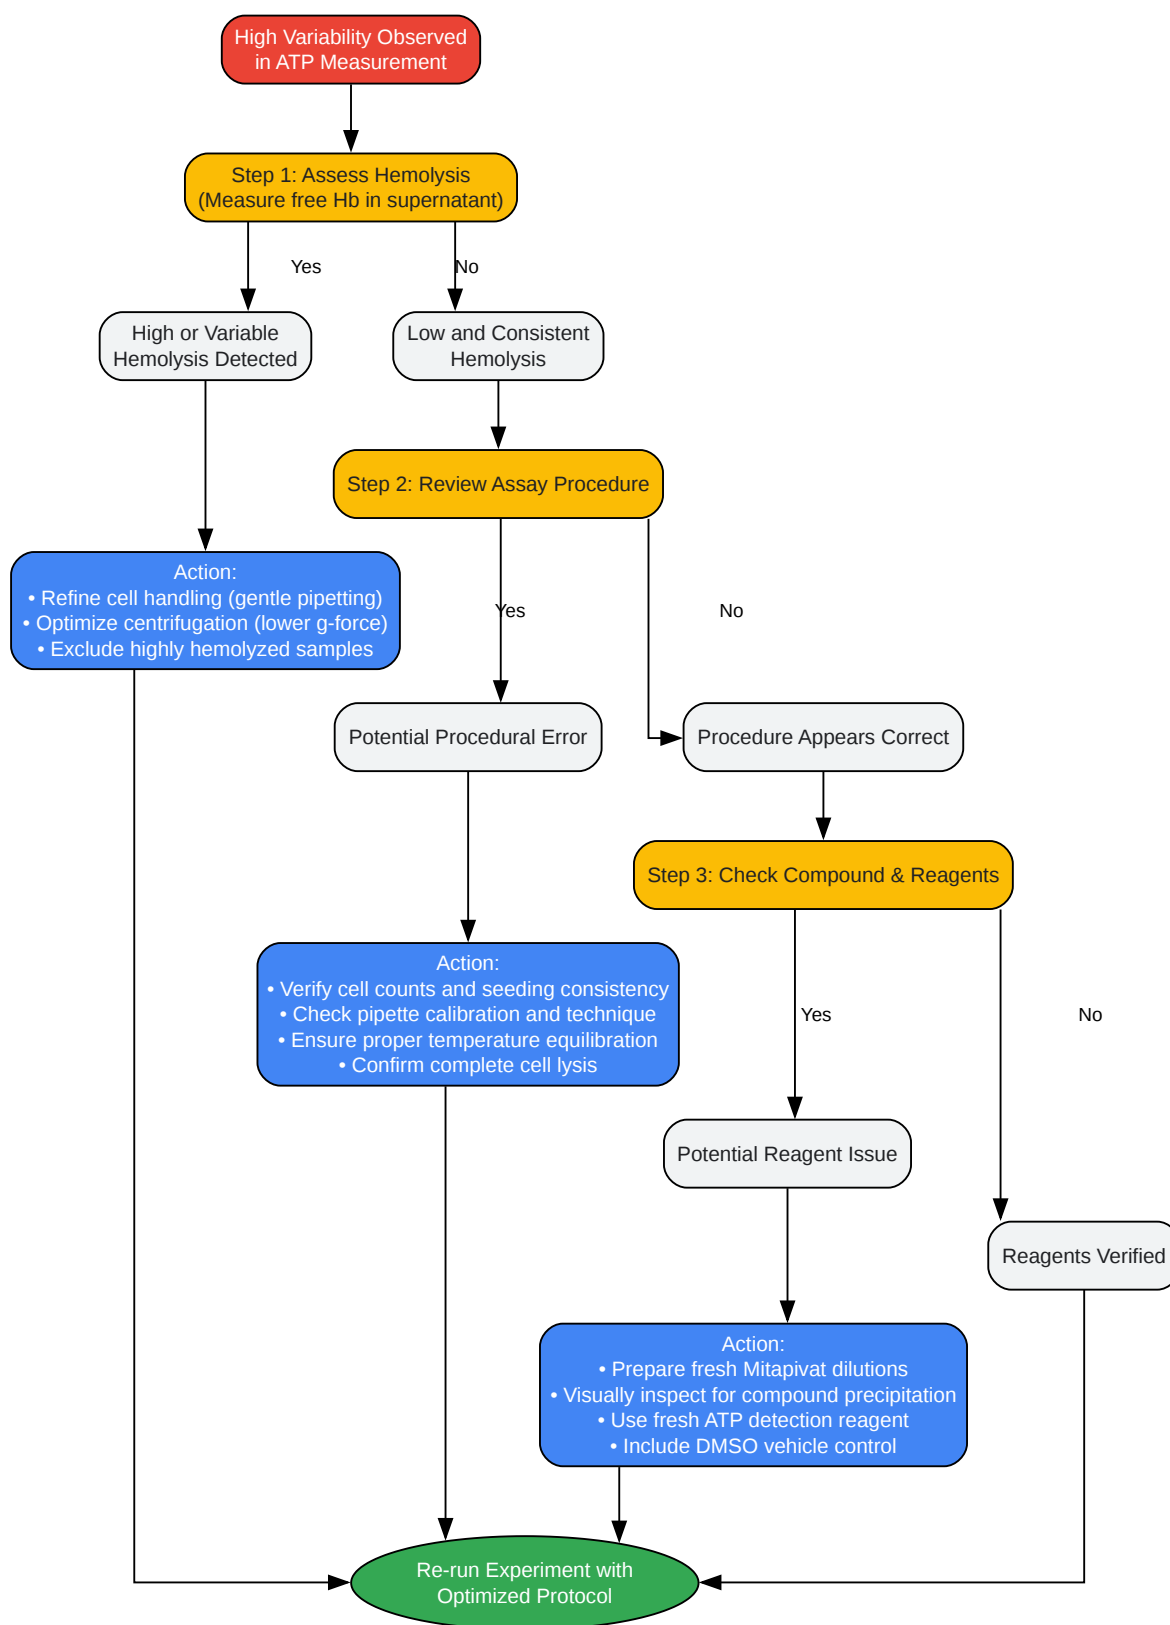 High Variability Observed
in ATP Measurement
Step 1: Assess Hemolysis
(Measure free Hb in supernatant)
Yes
No
High or Variable
Hemolysis Detected
Low and Consistent
Hemolysis
Step 2: Review Assay Procedure
Action:
• Refine cell handling (gentle pipetting)
• Optimize centrifugation (lower g-force)
• Exclude highly hemolyzed samples
Yes
No
Potential Procedural Error
Procedure Appears Correct
Step 3: Check Compound & Reagents
Action:
• Verify cell counts and seeding consistency
• Check pipette calibration and technique
• Ensure proper temperature equilibration
• Confirm complete cell lysis
Yes
No
Potential Reagent Issue
Reagents Verified
Action:
• Prepare fresh Mitapivat dilutions
• Visually inspect for compound precipitation
• Use fresh ATP detection reagent
• Include DMSO vehicle control
Re-run Experiment with
Optimized Protocol